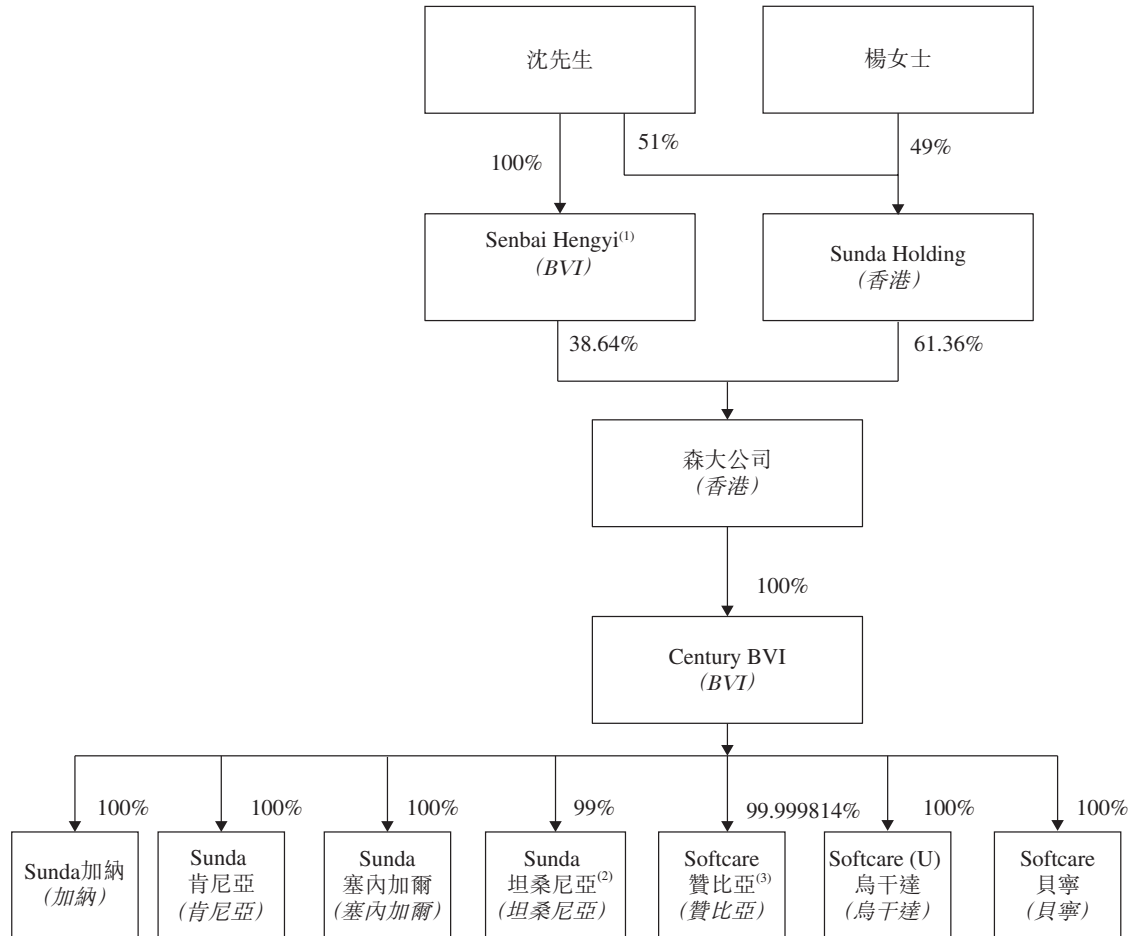 沈先生
楊女士
51%
49%
100%
Senbai Hengyi(1)
(BVI)
Sunda Holding
(香港)
38.64%
61.36%
森大公司
(香港)
100%
Century BVI
(BVI)
100%
100%
100%
99%
99.999814%
100%
100%
Sunda加納
(加納)
Sunda
肯尼亞
(肯尼亞)
Sunda
塞內加爾
(塞內加爾)
Sunda
坦桑尼亞(2)
(坦桑尼亞)
Softcare
贊比亞(3)
(贊比亞)
Softcare (U)
烏干達
(烏干達)
Softcare
貝寧
(貝寧)